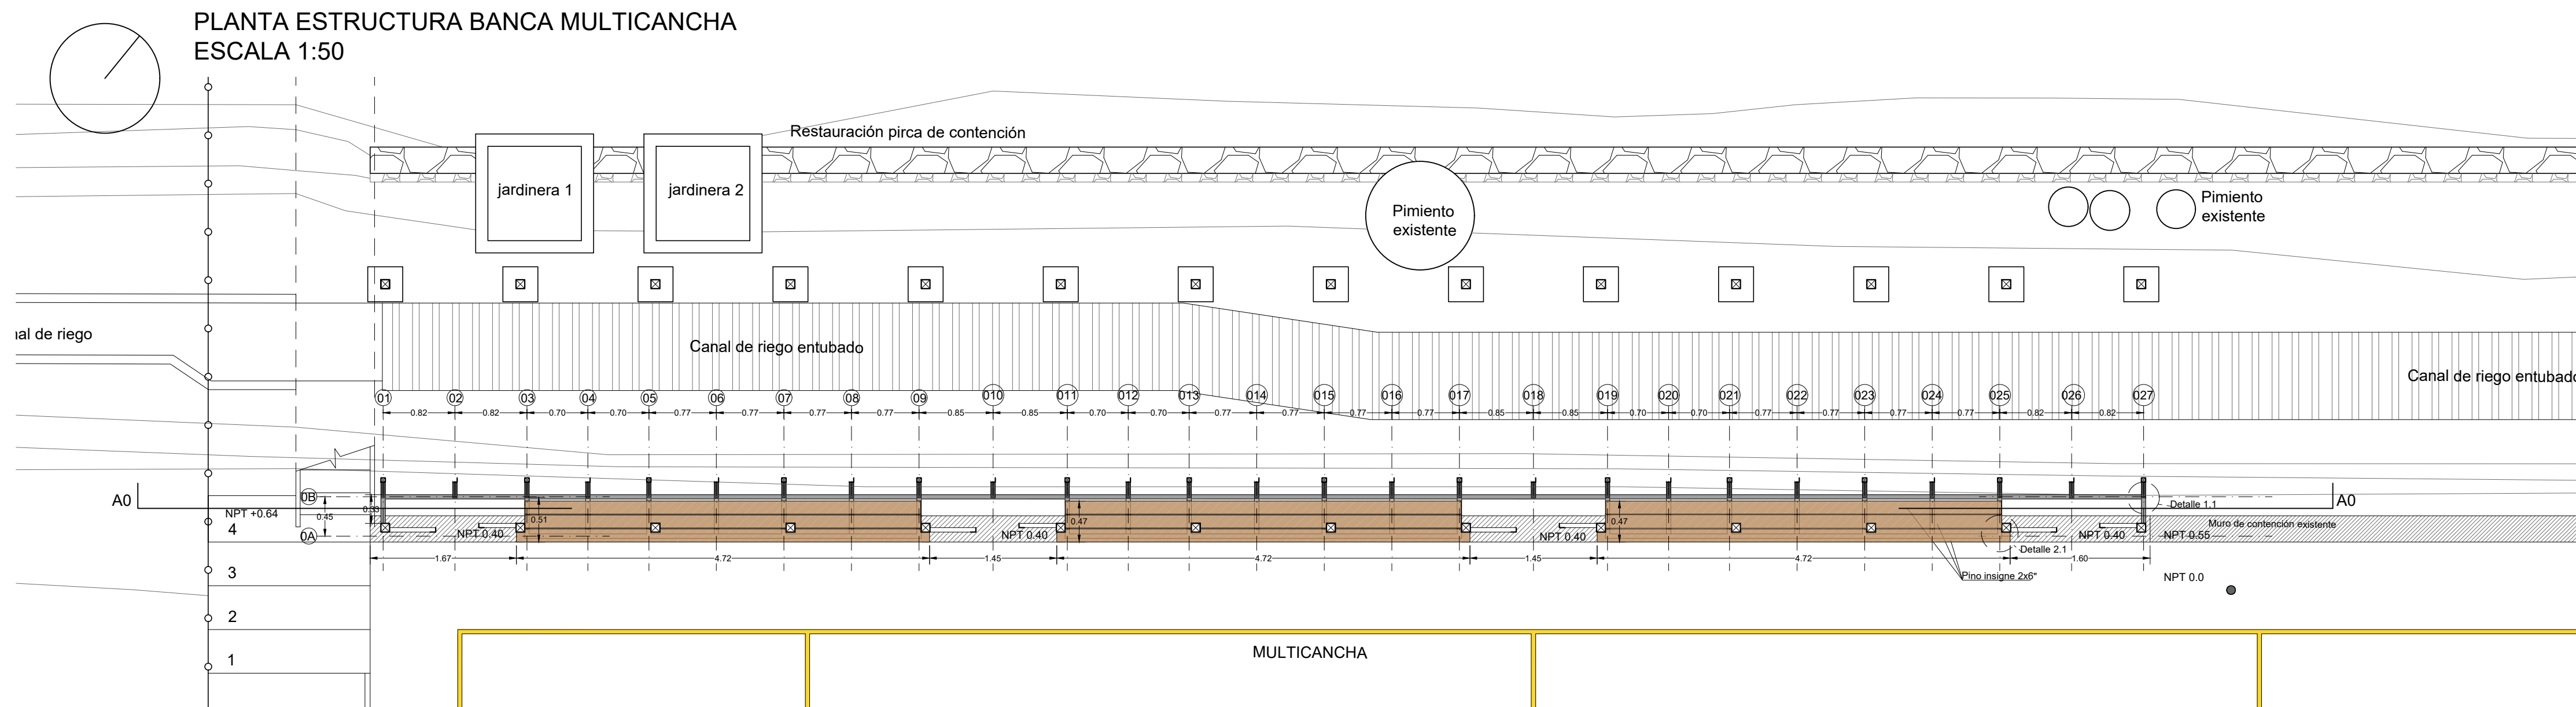 PLANTA ESTRUCTURA BANCA MULTICANCHA
ESCALA 1:50
Restauración pirca de contención
jardinera 1
jardinera 2
Pimiento
existente
Pimiento
existente
nal de riego
Canal de riego entubado
Canal de riego entubado
01 02 03 04 05 06 07 08 09 010 011 012 013 014 015 016 017 018 019 020 021 022 023 024 025 026 027
0.82 0.82 0.70 0.70 0.77 0.77 0.77 0.77 0.85 0.85 0.70 0.70 0.77 0.77 0.77 0.77 0.85 0.85 0.70 0.70 0.77 0.77 0.77 0.77 0.82 0.82
A0
0B
A0
Detalle 1.1
NPT +0.64
0.45
0.33
0.51
0.47
0.47
Muro de contención existente
4
0A
NPT 0.40
NPT 0.40
NPT 0.40
NPT 0.40
NPT 0.55
Detalle 2.1
1.67 4.72 1.45 4.72 1.45 4.72 1.60
3
Pino insigne 2x6"
NPT 0.0
2
1
MULTICANCHA